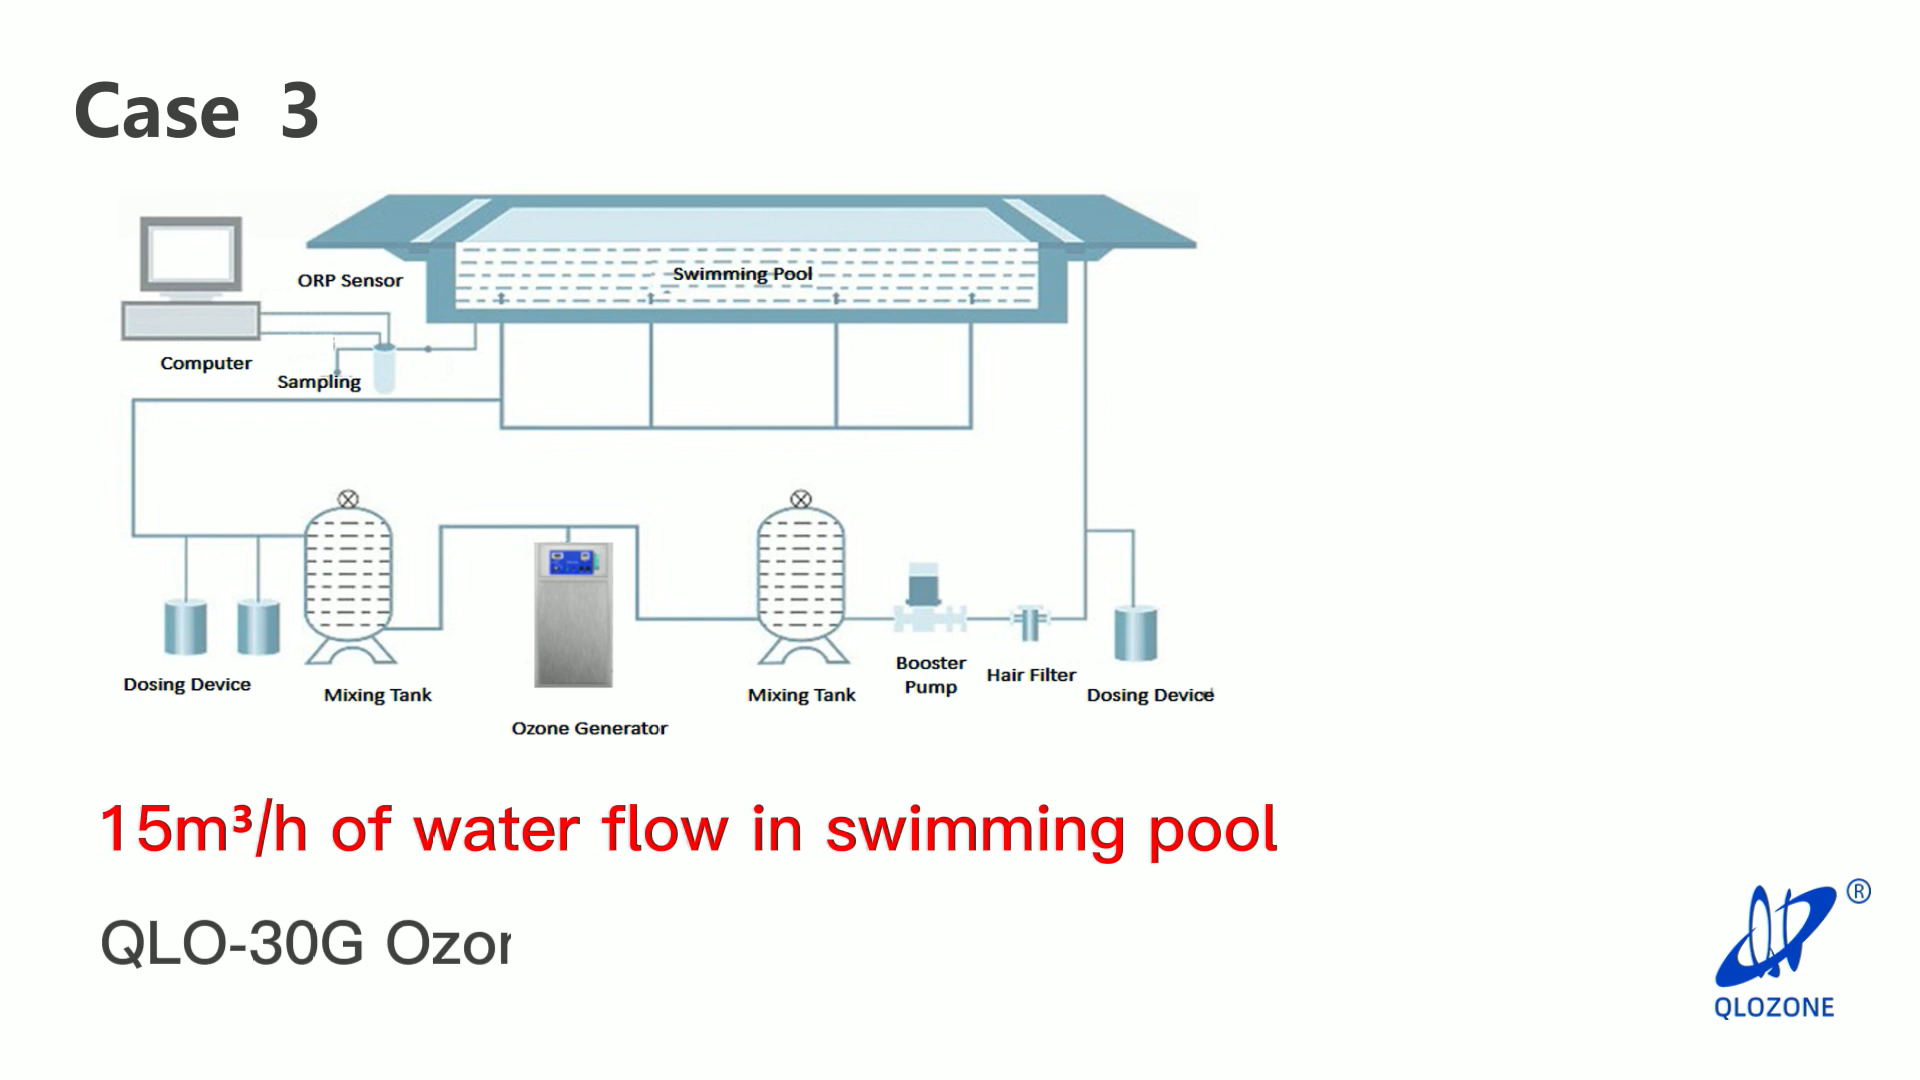 Case 3
Swimming Pool
ORP Sensor
Computer
Sampling
Dosing Device
Mixing Tank
Ozone Generator
Mixing Tank
Booster
Pump
Hair Filter
Dosing Device
15m³/h of water flow in swimming pool
QLO-30G
®
QLOZONE